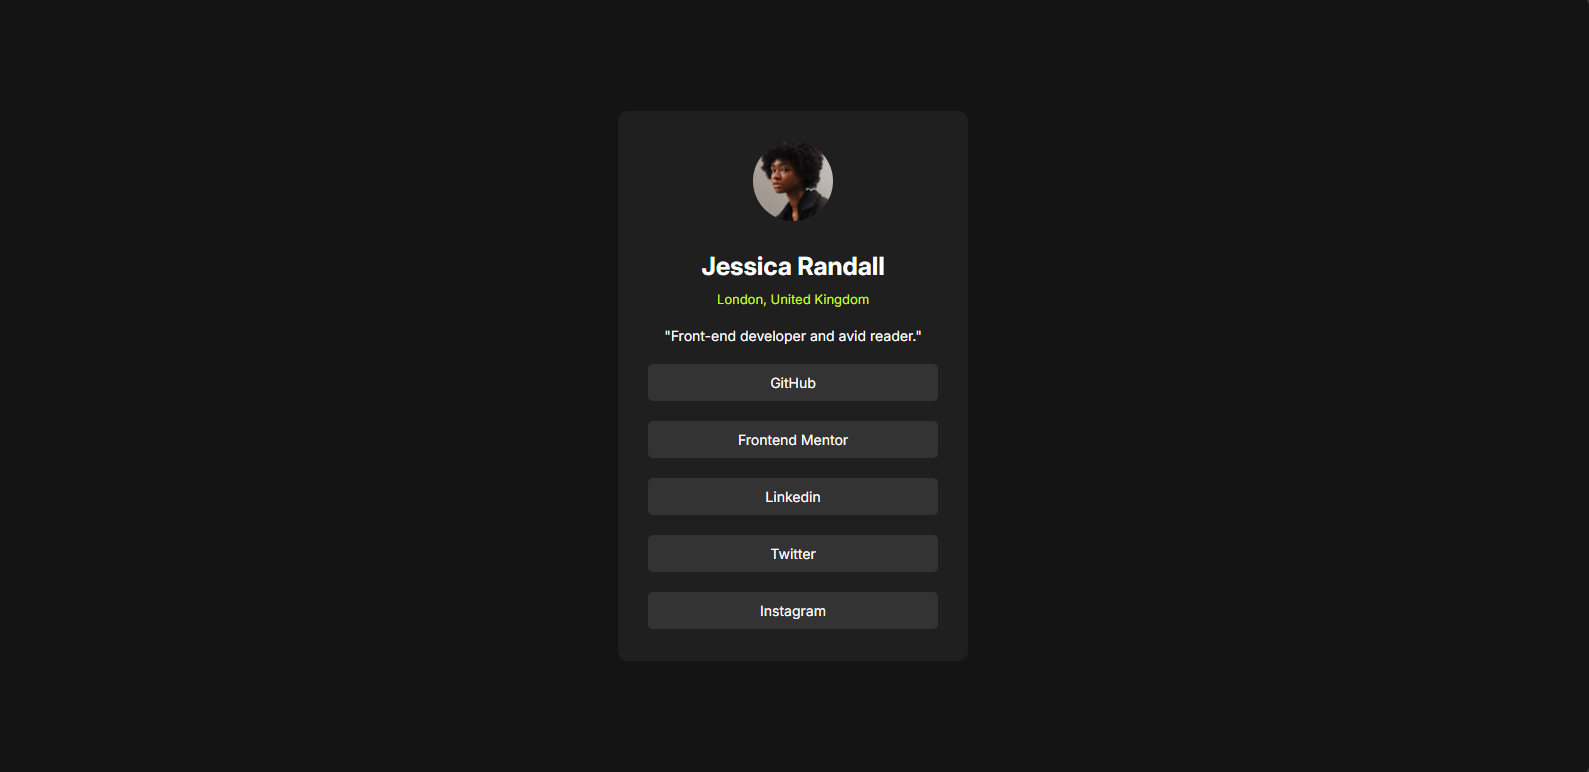 Jessica Randall
London, United Kingdom
"Front-end developer and avid reader."
GitHub
Frontend Mentor
Linkedin
Twitter
Instagram